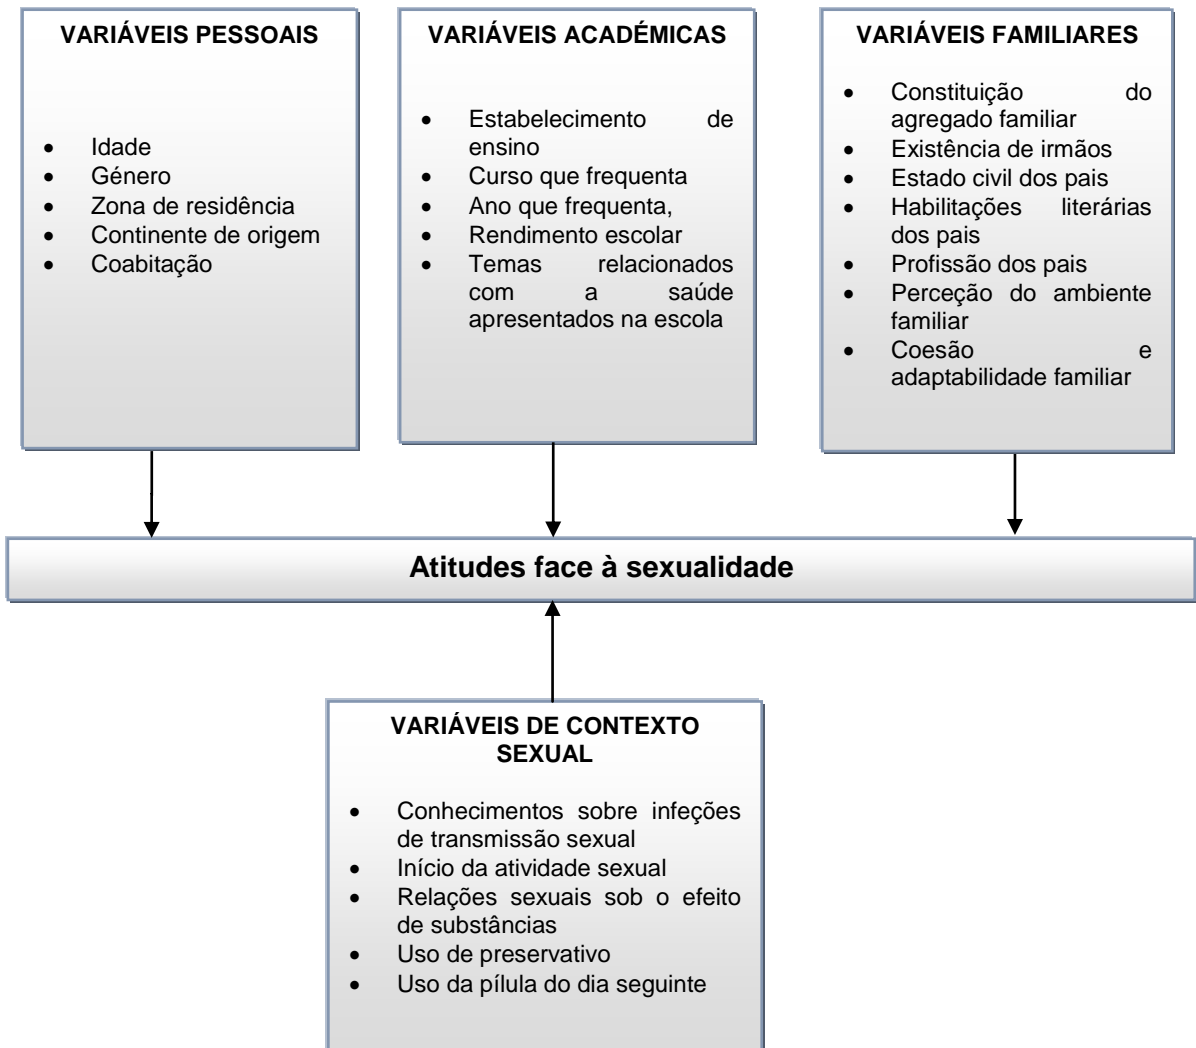 VARIÁVEIS PESSOAIS
• Idade
• Género
• Zona de residência
• Continente de origem
• Coabitação
VARIÁVEIS ACADÉMICAS
• Estabelecimento de
ensino
• Curso que frequenta
• Ano que frequenta,
• Rendimento escolar
• Temas relacionados
com a saúde
apresentados na escola
VARIÁVEIS FAMILIARES
• Constituição do
agregado familiar
• Existência de irmãos
• Estado civil dos pais
• Habilitações literárias
dos pais
• Profissão dos pais
• Perceção do ambiente
familiar
• Coesão e
adaptabilidade familiar
Atitudes face à sexualidade
VARIÁVEIS DE CONTEXTO
SEXUAL
• Conhecimentos sobre infeções
de transmissão sexual
• Início da atividade sexual
• Relações sexuais sob o efeito
de substâncias
• Uso de preservativo
• Uso da pílula do dia seguinte